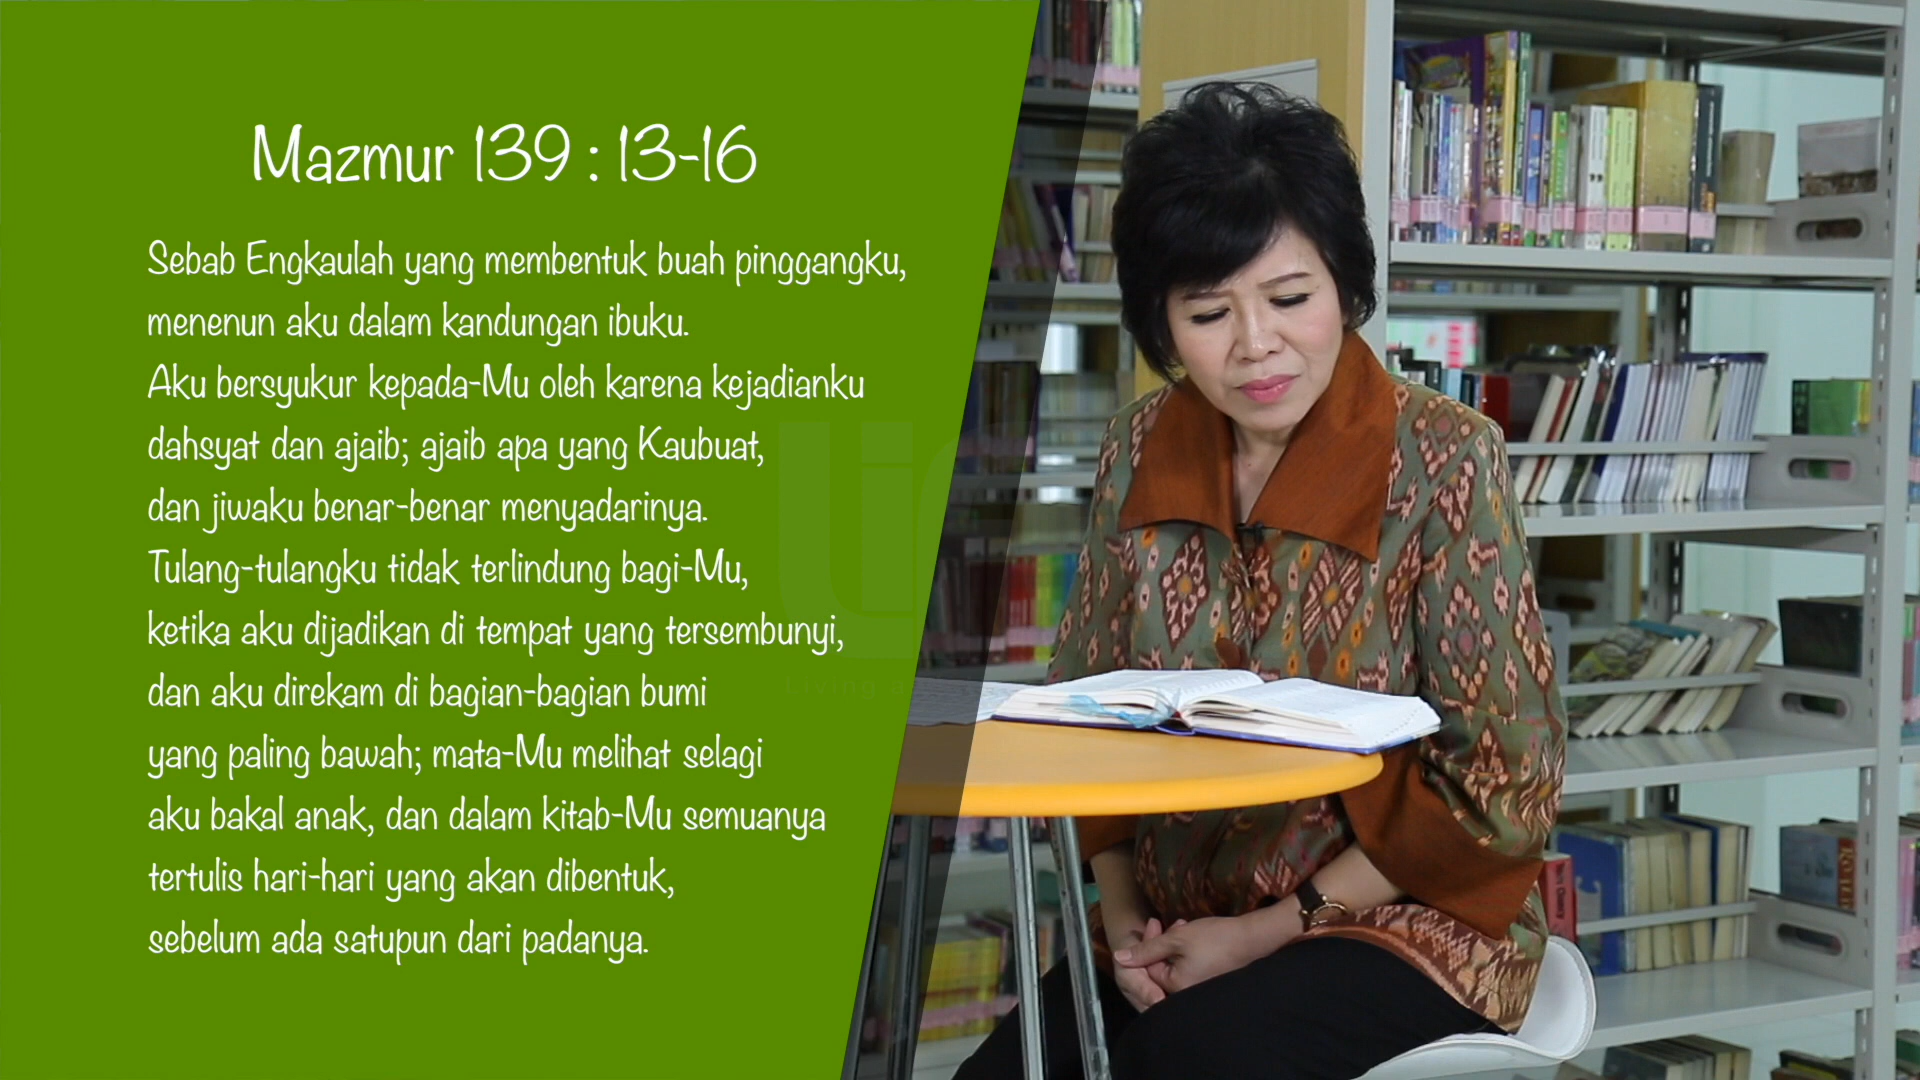 Mazmur 139 : 13-16
Sebab Engkaulah yang membentuk buah pinggangku,
menenun aku dalam kandungan ibuku.
Aku bersyukur kepada-Mu oleh karena kejadianku
dahsyat dan ajaib; ajaib apa yang Kaubuat,
dan jiwaku benar-benar menyadarinya.
Tulang-tulangku tidak terlindung bagi-Mu,
ketika aku dijadikan di tempat yang tersembunyi,
dan aku direkam di bagian-bagian bumi
yang paling bawah; mata-Mu melihat selagi
aku bakal anak, dan dalam kitab-Mu semuanya
tertulis hari-hari yang akan dibentuk,
sebelum ada satupun dari padanya.
Living